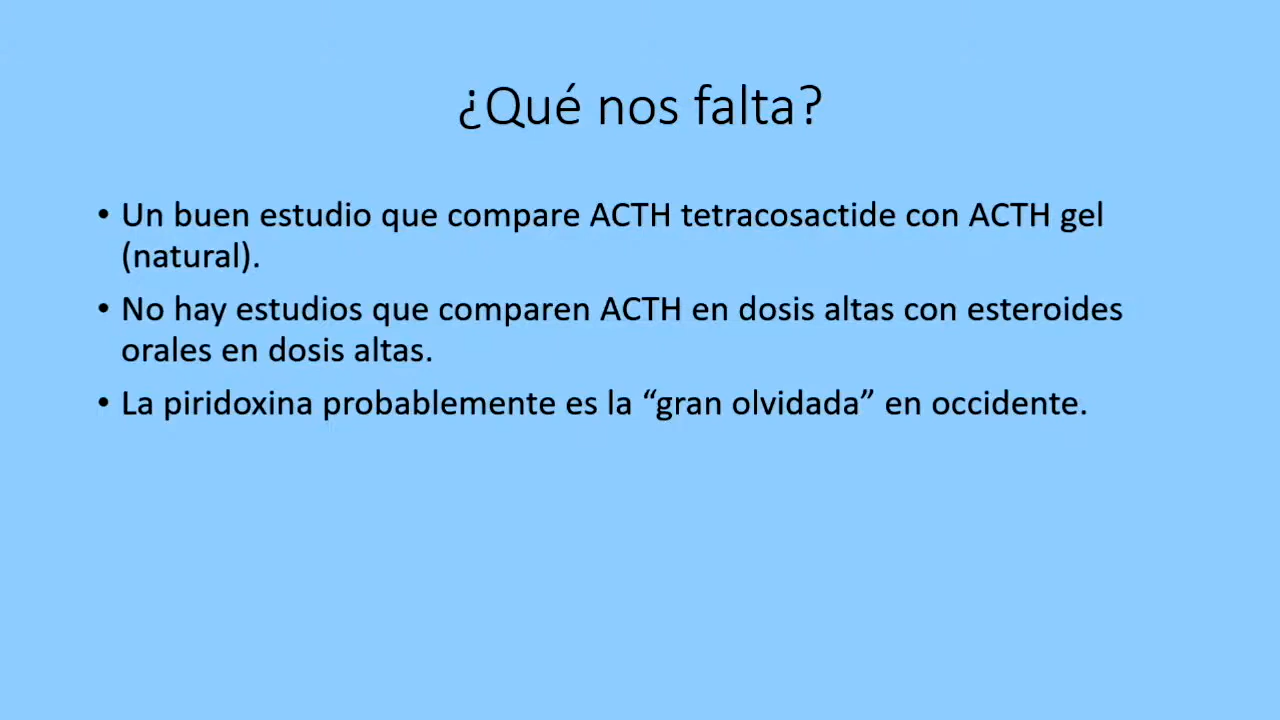 ¿Qué nos falta?
• Un buen estudio que compare ACTH tetracosactide con ACTH gel
(natural).
• No hay estudios que comparen ACTH en dosis altas con esteroides
orales en dosis altas.
• La piridoxina probablemente es la “gran olvidada” en occidente.